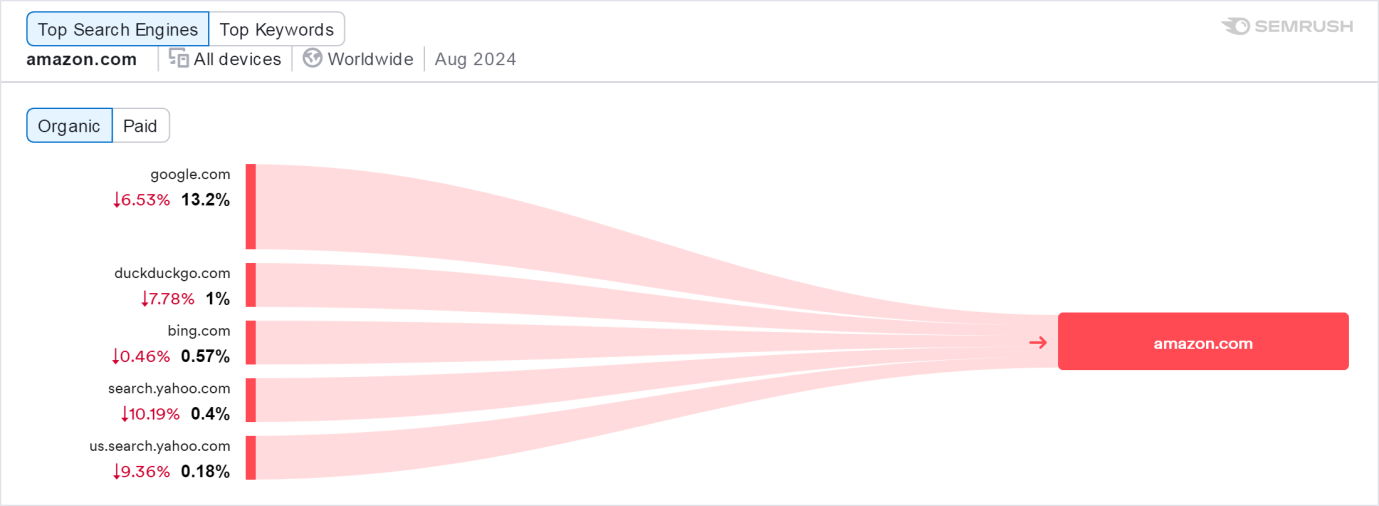 Top Search Engines Top Keywords
SEMRUSH
amazon.com All devices Worldwide Aug 2024
Organic Paid
google.com
↓6.53% 13.2%
duckduckgo.com
↓7.78% 1%
bing.com
↓0.46% 0.57%
→ amazon.com
search.yahoo.com
↓10.19% 0.4%
us.search.yahoo.com
↓9.36% 0.18%